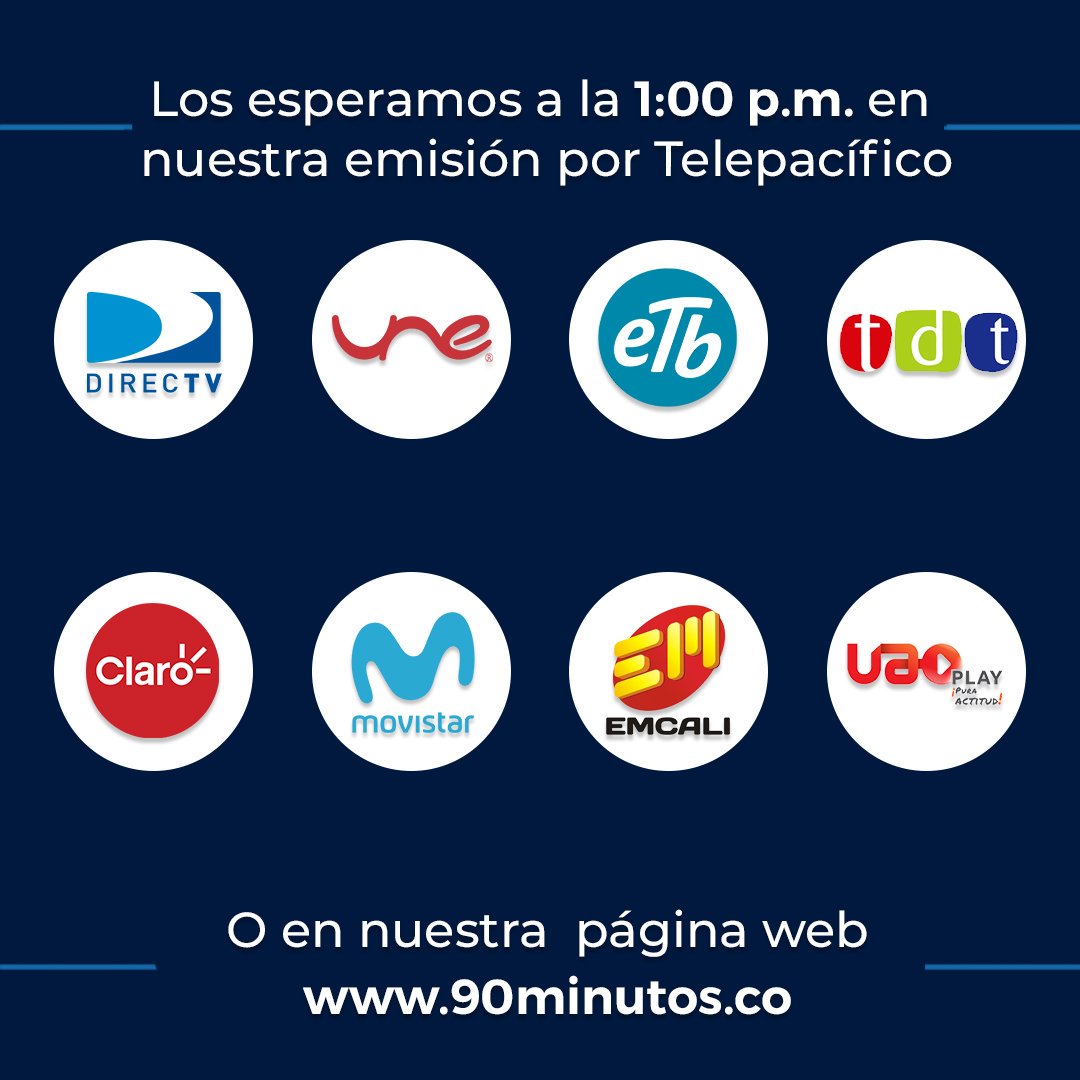 Los esperamos a la 1:00 p.m. en
nuestra emisión por Telepacífico
DIRECTV
une®
eTb
tdt
Claro
movistar
EM
EMCALI
uao
PLAY
¡PURA
ACTITUD!
O en nuestra página web
www.90minutos.co